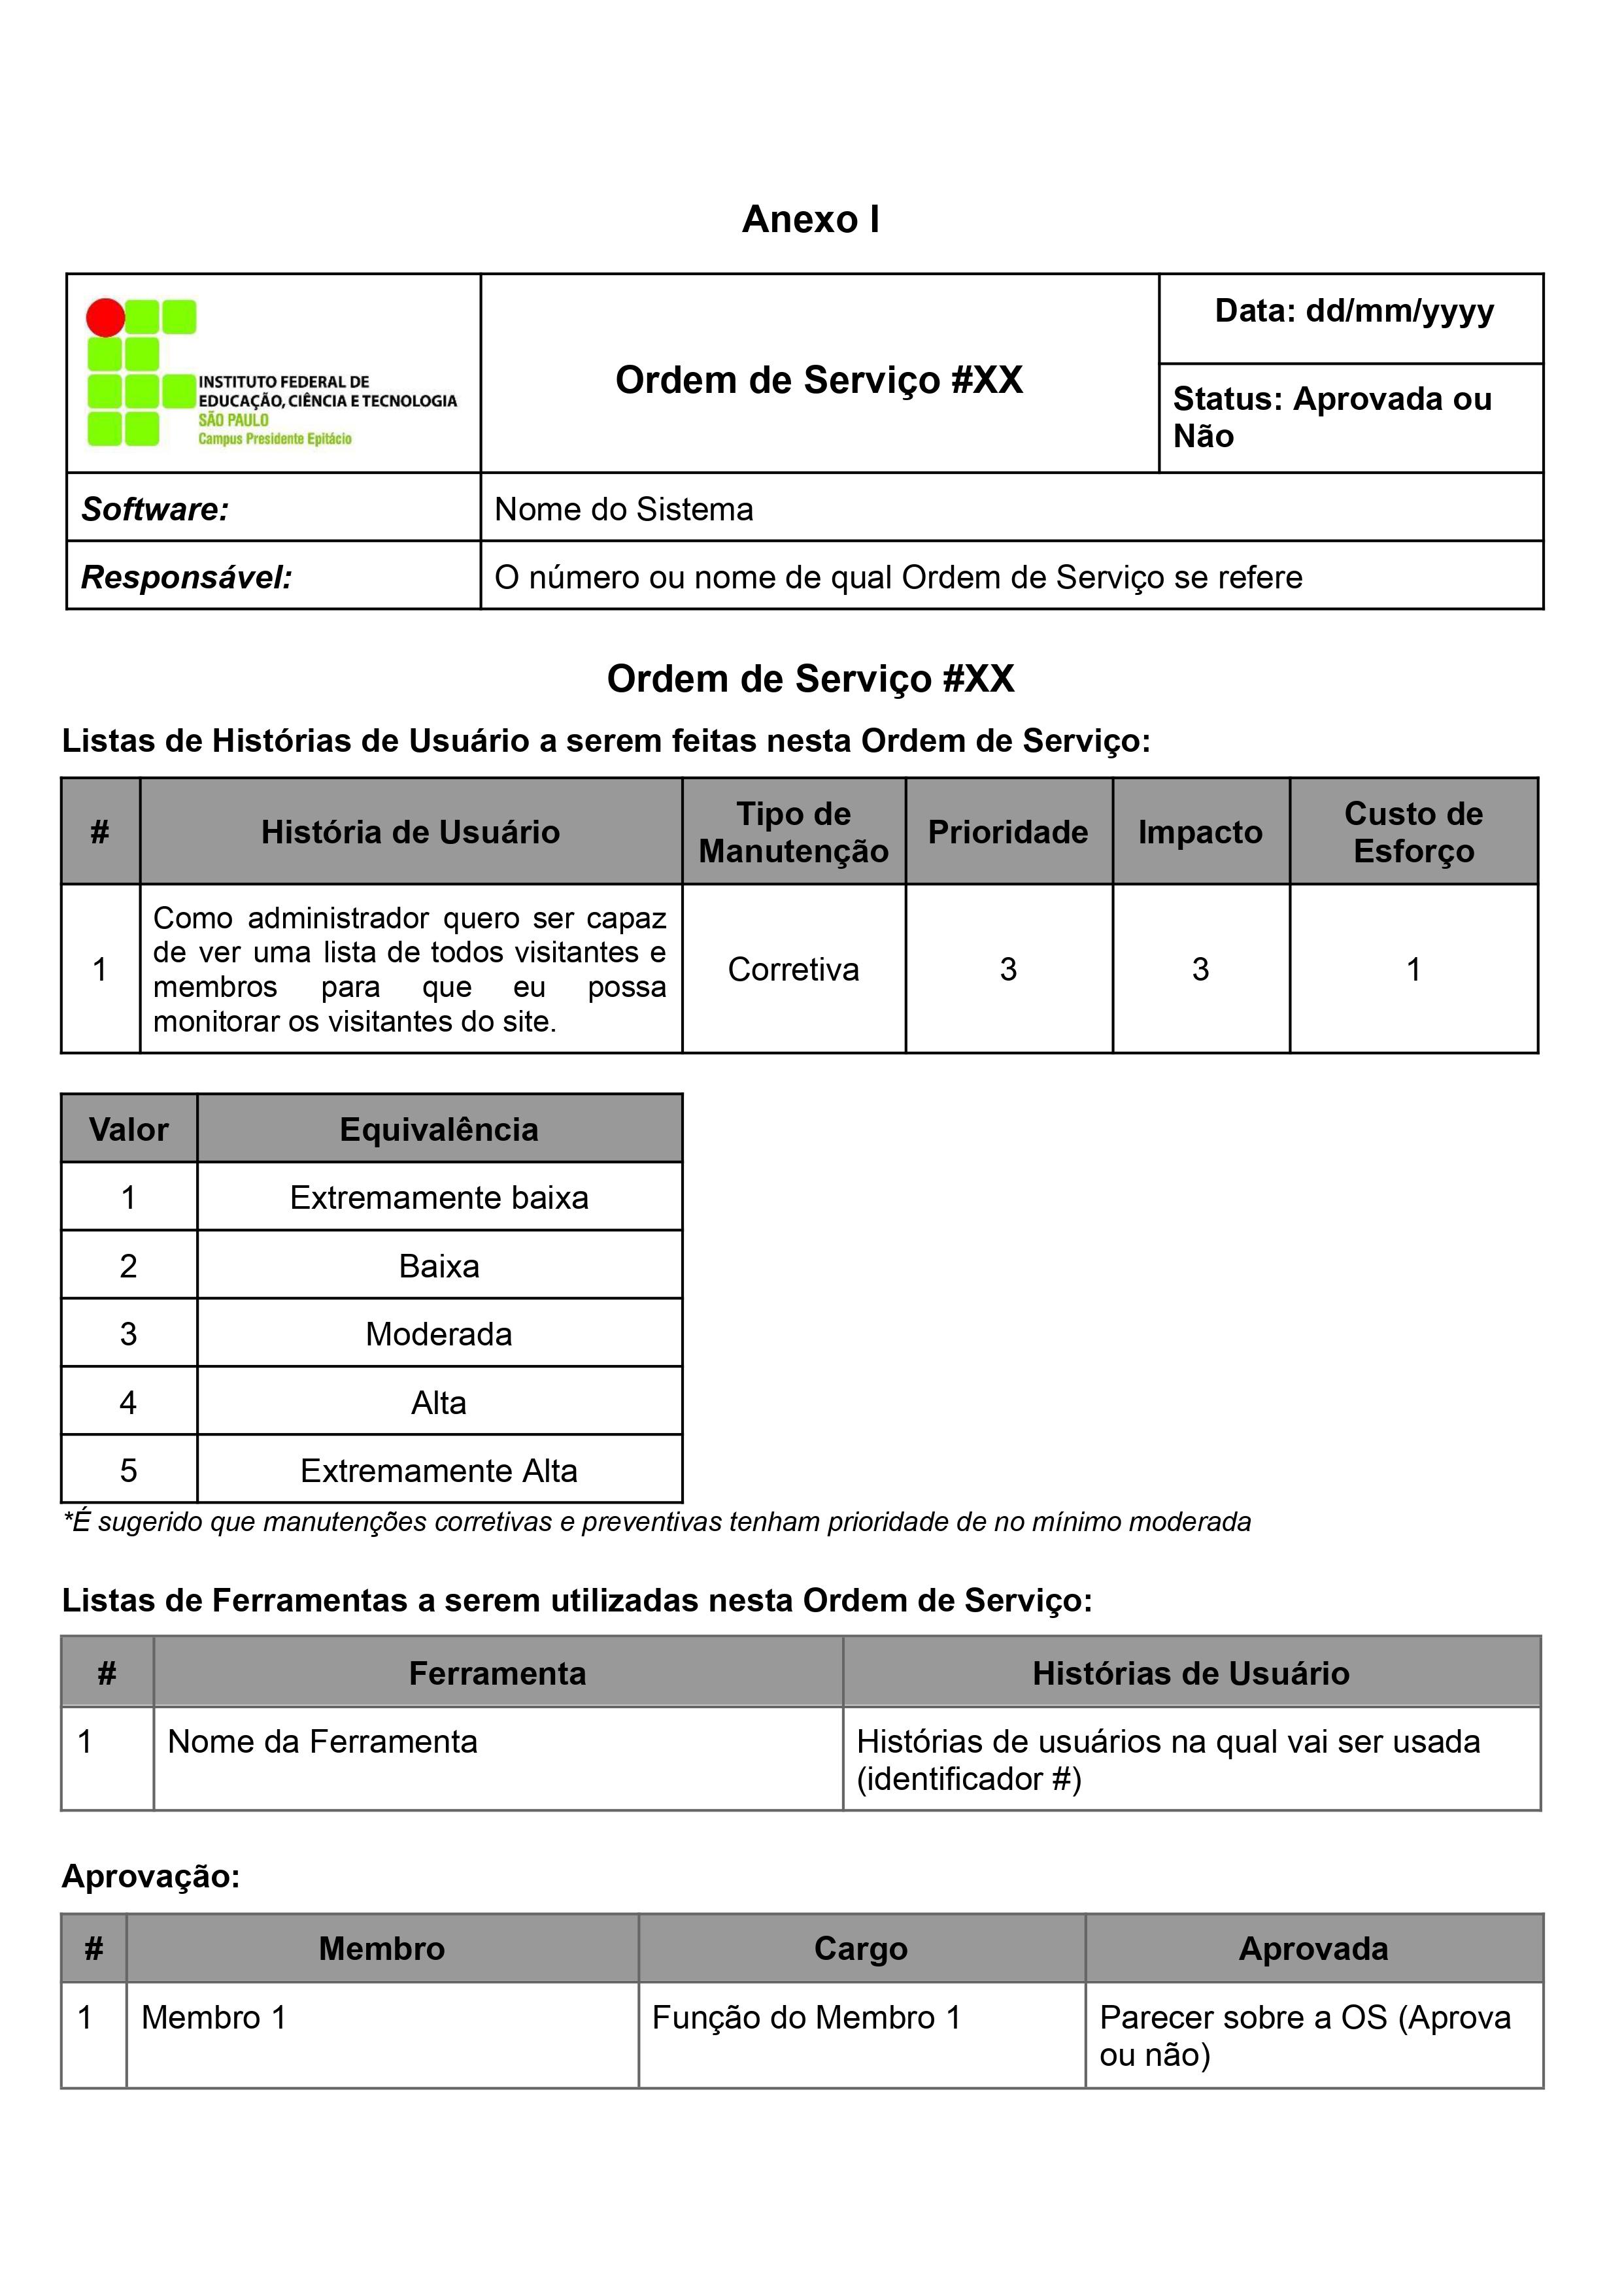 Anexo I
INSTITUTO FEDERAL DE
EDUCAÇÃO, CIÊNCIA E TECNOLOGIA
SÃO PAULO
Campus Presidente Epitácio
Ordem de Serviço #XX
Data: dd/mm/yyyy
Status: Aprovada ou
Não
Software:
Nome do Sistema
Responsável:
O número ou nome de qual Ordem de Serviço se refere
Ordem de Serviço #XX
Listas de Histórias de Usuário a serem feitas nesta Ordem de Serviço:
#
História de Usuário
Tipo de
Manutenção
Prioridade
Impacto
Custo de
Esforço
1
Como administrador quero ser capaz
de ver uma lista de todos visitantes e
membros para que eu possa
monitorar os visitantes do site.
Corretiva
3
3
1
Valor
Equivalência
1
Extremamente baixa
2
Baixa
3
Moderada
4
Alta
5
Extremamente Alta
*É sugerido que manutenções corretivas e preventivas tenham prioridade de no mínimo moderada
Listas de Ferramentas a serem utilizadas nesta Ordem de Serviço:
#
Ferramenta
Histórias de Usuário
1
Nome da Ferramenta
Histórias de usuários na qual vai ser usada
(identificador #)
Aprovação:
#
Membro
Cargo
Aprovada
1
Membro 1
Função do Membro 1
Parecer sobre a OS (Aprova
ou não)